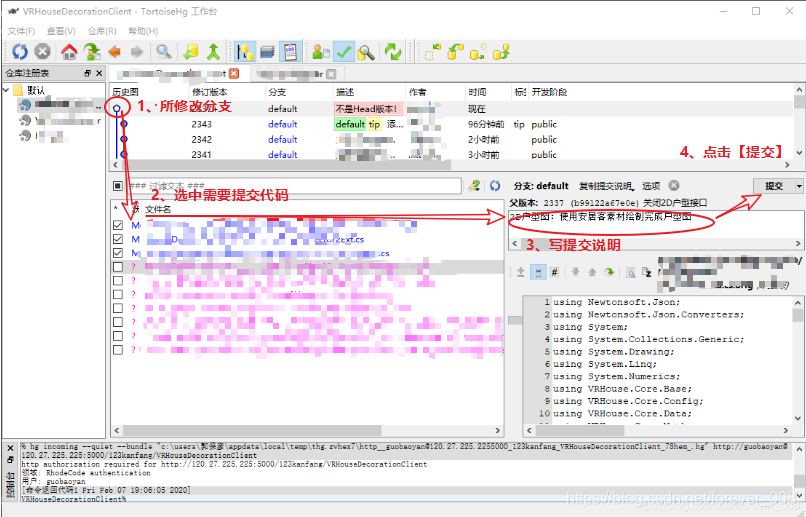 VRHouseDecorationClient - TortoiseHg 工作台
文件(F) 查看(V) 仓库(R) 帮助(H)
仓库注册表
默认
历史图 修订版本 分支 描述 作者 时间 标签 开发阶段
default 不是Head版本! 现在
2343 default default tip 添... 96分钟前 tip public
2342 default 2小时前 public
2341 default 3小时前 public
1、所修改分支
4、点击【提交】
### 过滤文本 ###
2、选中需要提交代码
分支: default 复制提交说明 选项 提交
* 状 文件名
父版本: 2337 (b99122a67e0e) 关闭2D户型接口
2D户型图: 使用安居客素材绘制完成户型图
M
M
M .cs
?
?
?
?
?
?
?
3、写提交说明
1 using Newtonsoft.Json;
2 using Newtonsoft.Json.Converters;
3 using System;
4 using System.Collections.Generic;
5 using System.Drawing;
6 using System.Linq;
7 using System.Numerics;
8 using VRHouse.Core.Base;
9 using VRHouse.Core.Config;
10 using VRHouse.Core.Data;
控制台
% hg incoming --quiet --bundle "c:\users\郭保彦\appdata\local\temp\thg.zvhex7\http__guobaoyan@120.27.225.2255000_123kanfang_VRHouseDecorationClient_78hem_.hg" http://guobaoyan@
120.27.225.225:5000/123kanfang/VRHouseDecorationClient
http authorization required for http://120.27.225.225:5000/123kanfang/VRHouseDecorationClient
领域: RhodeCode authentication
用户: guobaoyan
[命令返回代码1 Fri Feb 07 19:06:05 2020]
VRHouseDecorationClient%
https://blog.csdn.net/forever_008